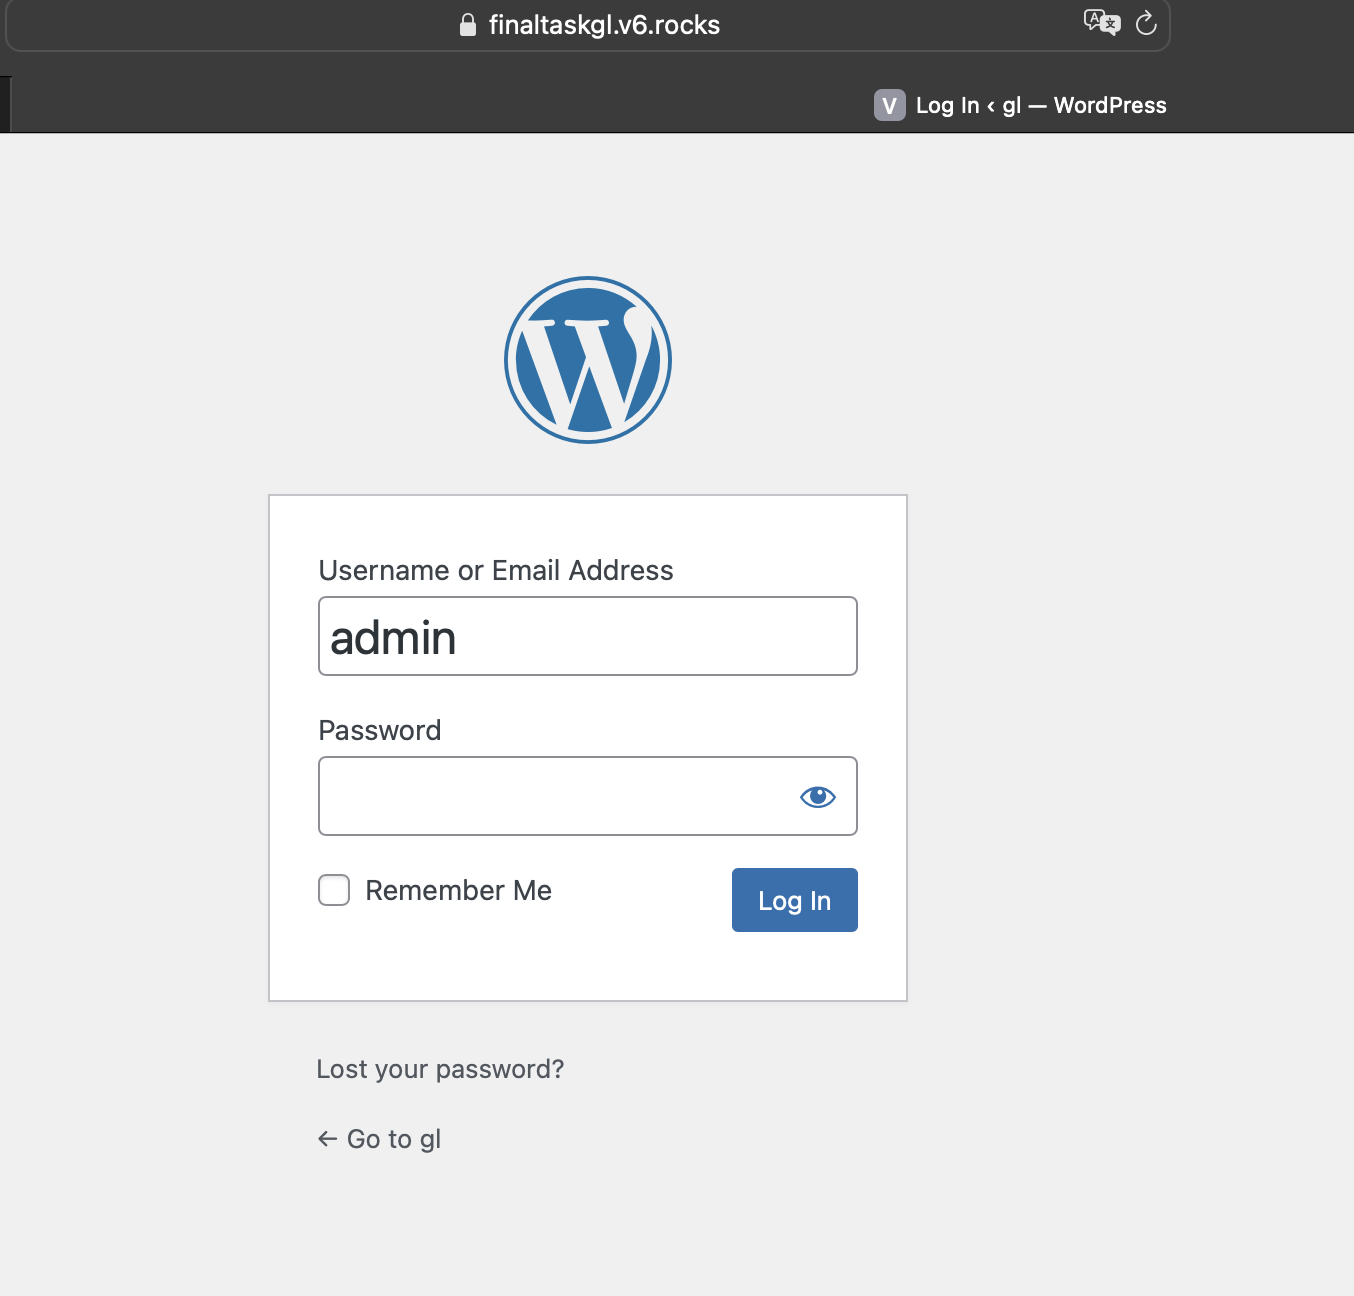 finaltaskgl.v6.rocks
V Log In ‹ gl — WordPress
Username or Email Address
admin
Password
Remember Me
Log In
Lost your password?
← Go to gl